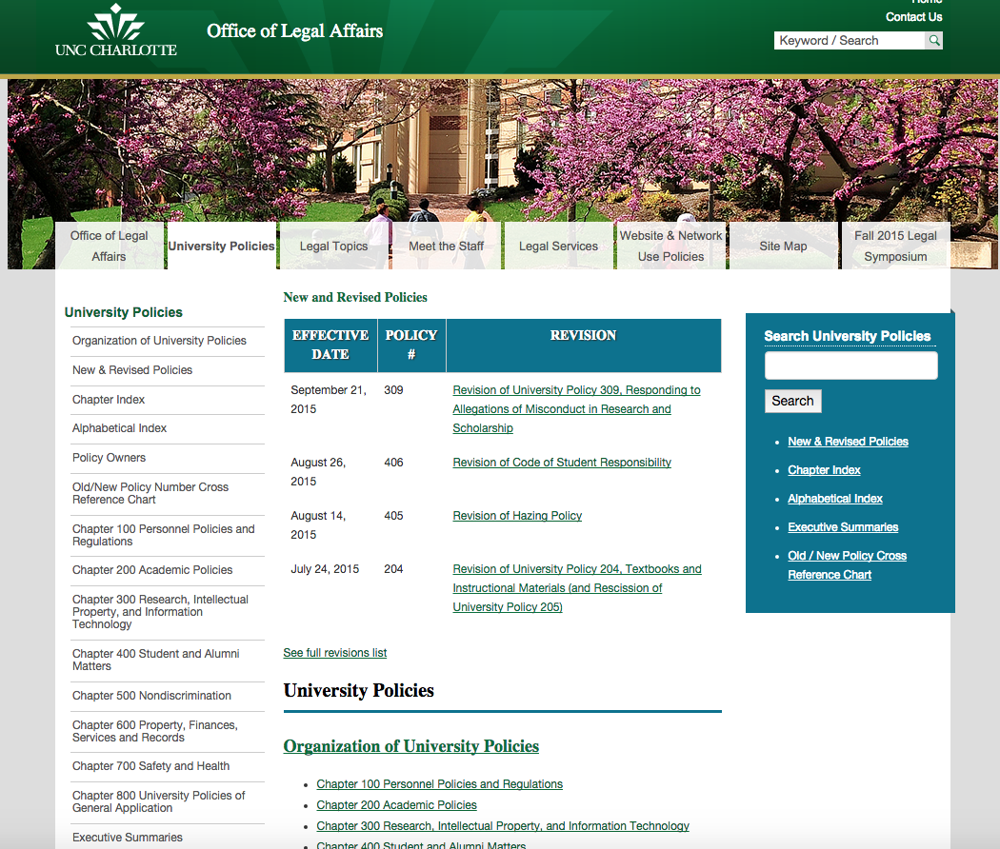 Home
Contact Us
UNC CHARLOTTE
Office of Legal Affairs
Keyword / Search
Office of Legal
Affairs
University Policies
Legal Topics
Meet the Staff
Legal Services
Website & Network
Use Policies
Site Map
Fall 2015 Legal
Symposium
University Policies
Organization of University Policies
New & Revised Policies
Chapter Index
Alphabetical Index
Policy Owners
Old/New Policy Number Cross
Reference Chart
Chapter 100 Personnel Policies and
Regulations
Chapter 200 Academic Policies
Chapter 300 Research, Intellectual
Property, and Information
Technology
Chapter 400 Student and Alumni
Matters
Chapter 500 Nondiscrimination
Chapter 600 Property, Finances,
Services and Records
Chapter 700 Safety and Health
Chapter 800 University Policies of
General Application
Executive Summaries
New and Revised Policies
EFFECTIVE
DATE
POLICY
#
REVISION
September 21,
2015
309
Revision of University Policy 309, Responding to
Allegations of Misconduct in Research and
Scholarship
August 26,
2015
406
Revision of Code of Student Responsibility
August 14,
2015
405
Revision of Hazing Policy
July 24, 2015
204
Revision of University Policy 204, Textbooks and
Instructional Materials (and Rescission of
University Policy 205)
See full revisions list
University Policies
Organization of University Policies
Chapter 100 Personnel Policies and Regulations
Chapter 200 Academic Policies
Chapter 300 Research, Intellectual Property, and Information Technology
Chapter 400 Student and Alumni Matters
Search University Policies
Search
New & Revised Policies
Chapter Index
Alphabetical Index
Executive Summaries
Old / New Policy Cross
Reference Chart